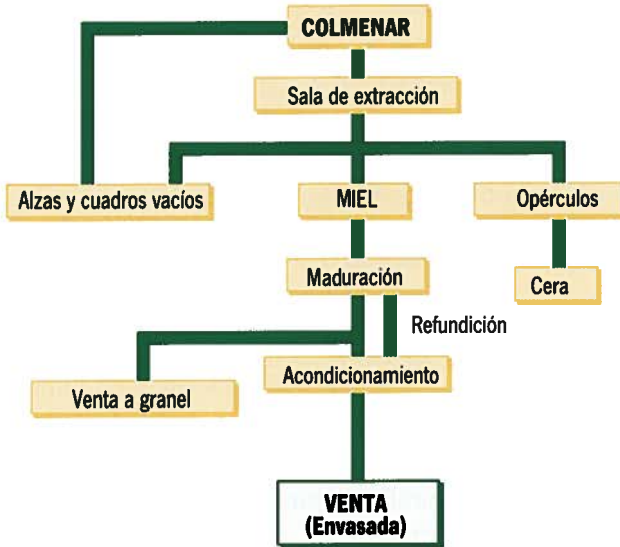 COLMENAR
Sala de extracción
Alzas y cuadros vacíos
MIEL
Opérculos
Maduración
Cera
Refundición
Venta a granel
Acondicionamiento
VENTA
(Envasada)